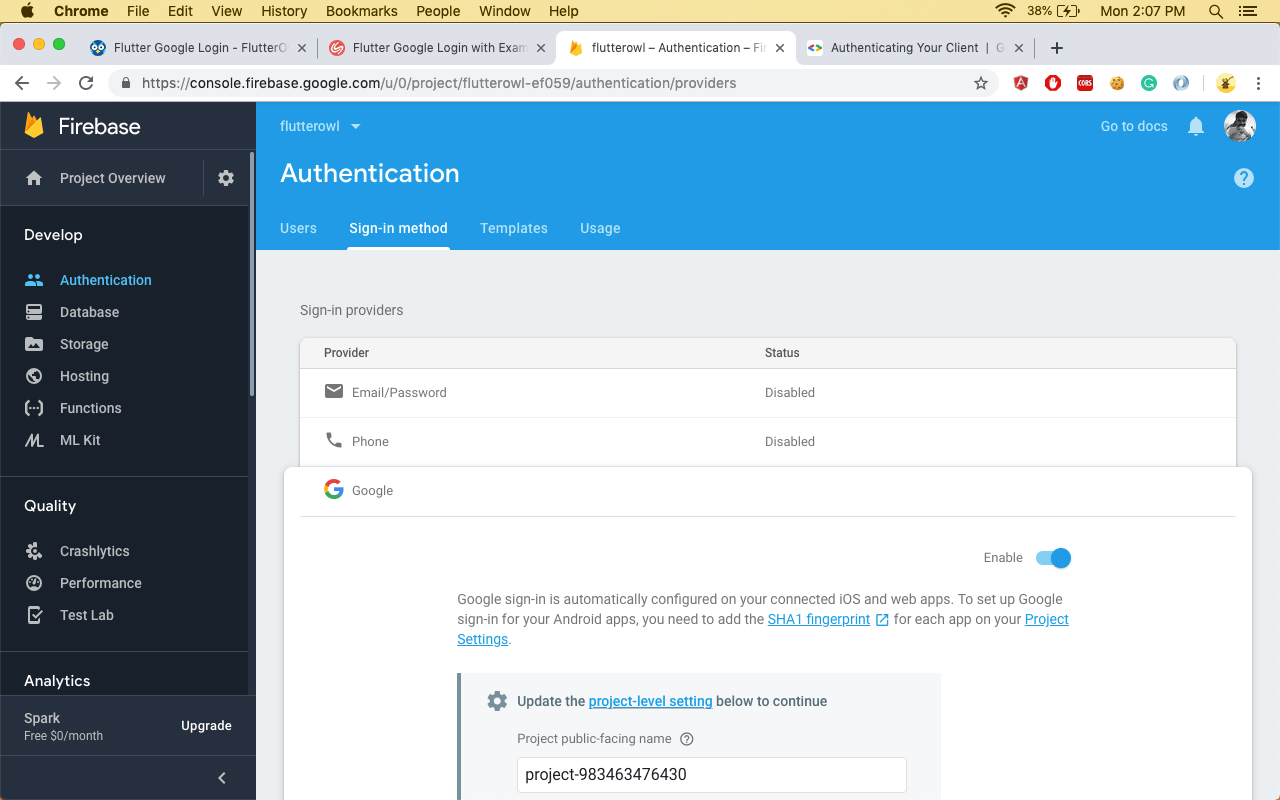 Chrome File Edit View History Bookmarks People Window Help 38% Mon 2:07 PM
Flutter Google Login - FlutterO
Flutter Google Login with Exam
flutterowl – Authentication – Fir
Authenticating Your Client | G
https://console.firebase.google.com/u/0/project/flutterowl-ef059/authentication/providers
CORS
Firebase
flutterowl
Go to docs
Project Overview
Authentication
Users Sign-in method Templates Usage
Develop
Authentication
Database
Storage
Hosting
Functions
ML Kit
Quality
Crashlytics
Performance
Test Lab
Analytics
Spark
Free $0/month
Upgrade
Sign-in providers
Provider Status
Email/Password Disabled
Phone Disabled
Google
Enable
Google sign-in is automatically configured on your connected iOS and web apps. To set up Google
sign-in for your Android apps, you need to add the SHA1 fingerprint for each app on your Project
Settings.
Update the project-level setting below to continue
Project public-facing name
project-983463476430